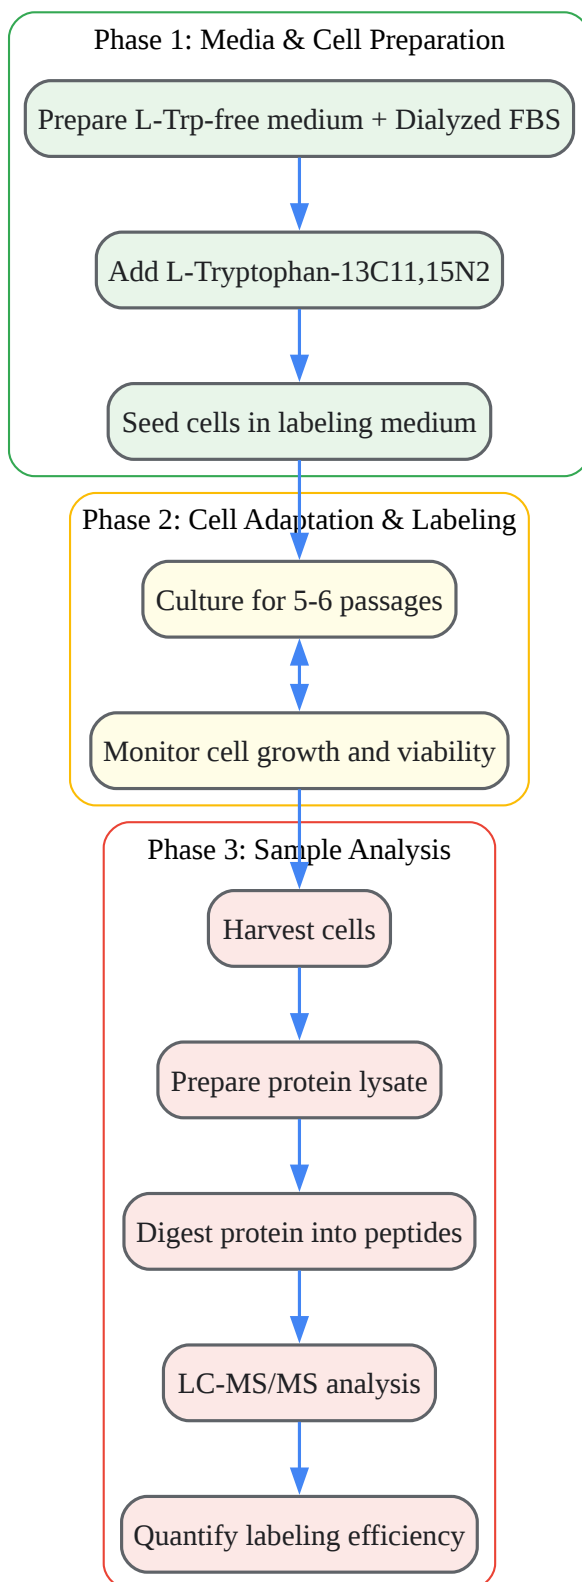 Phase 1: Media & Cell Preparation
Prepare L-Trp-free medium + Dialyzed FBS
Add L-Tryptophan-13C11,15N2
Seed cells in labeling medium
Phase 2: Cell Adaptation & Labeling
Culture for 5-6 passages
Monitor cell growth and viability
Phase 3: Sample Analysis
Harvest cells
Prepare protein lysate
Digest protein into peptides
LC-MS/MS analysis
Quantify labeling efficiency